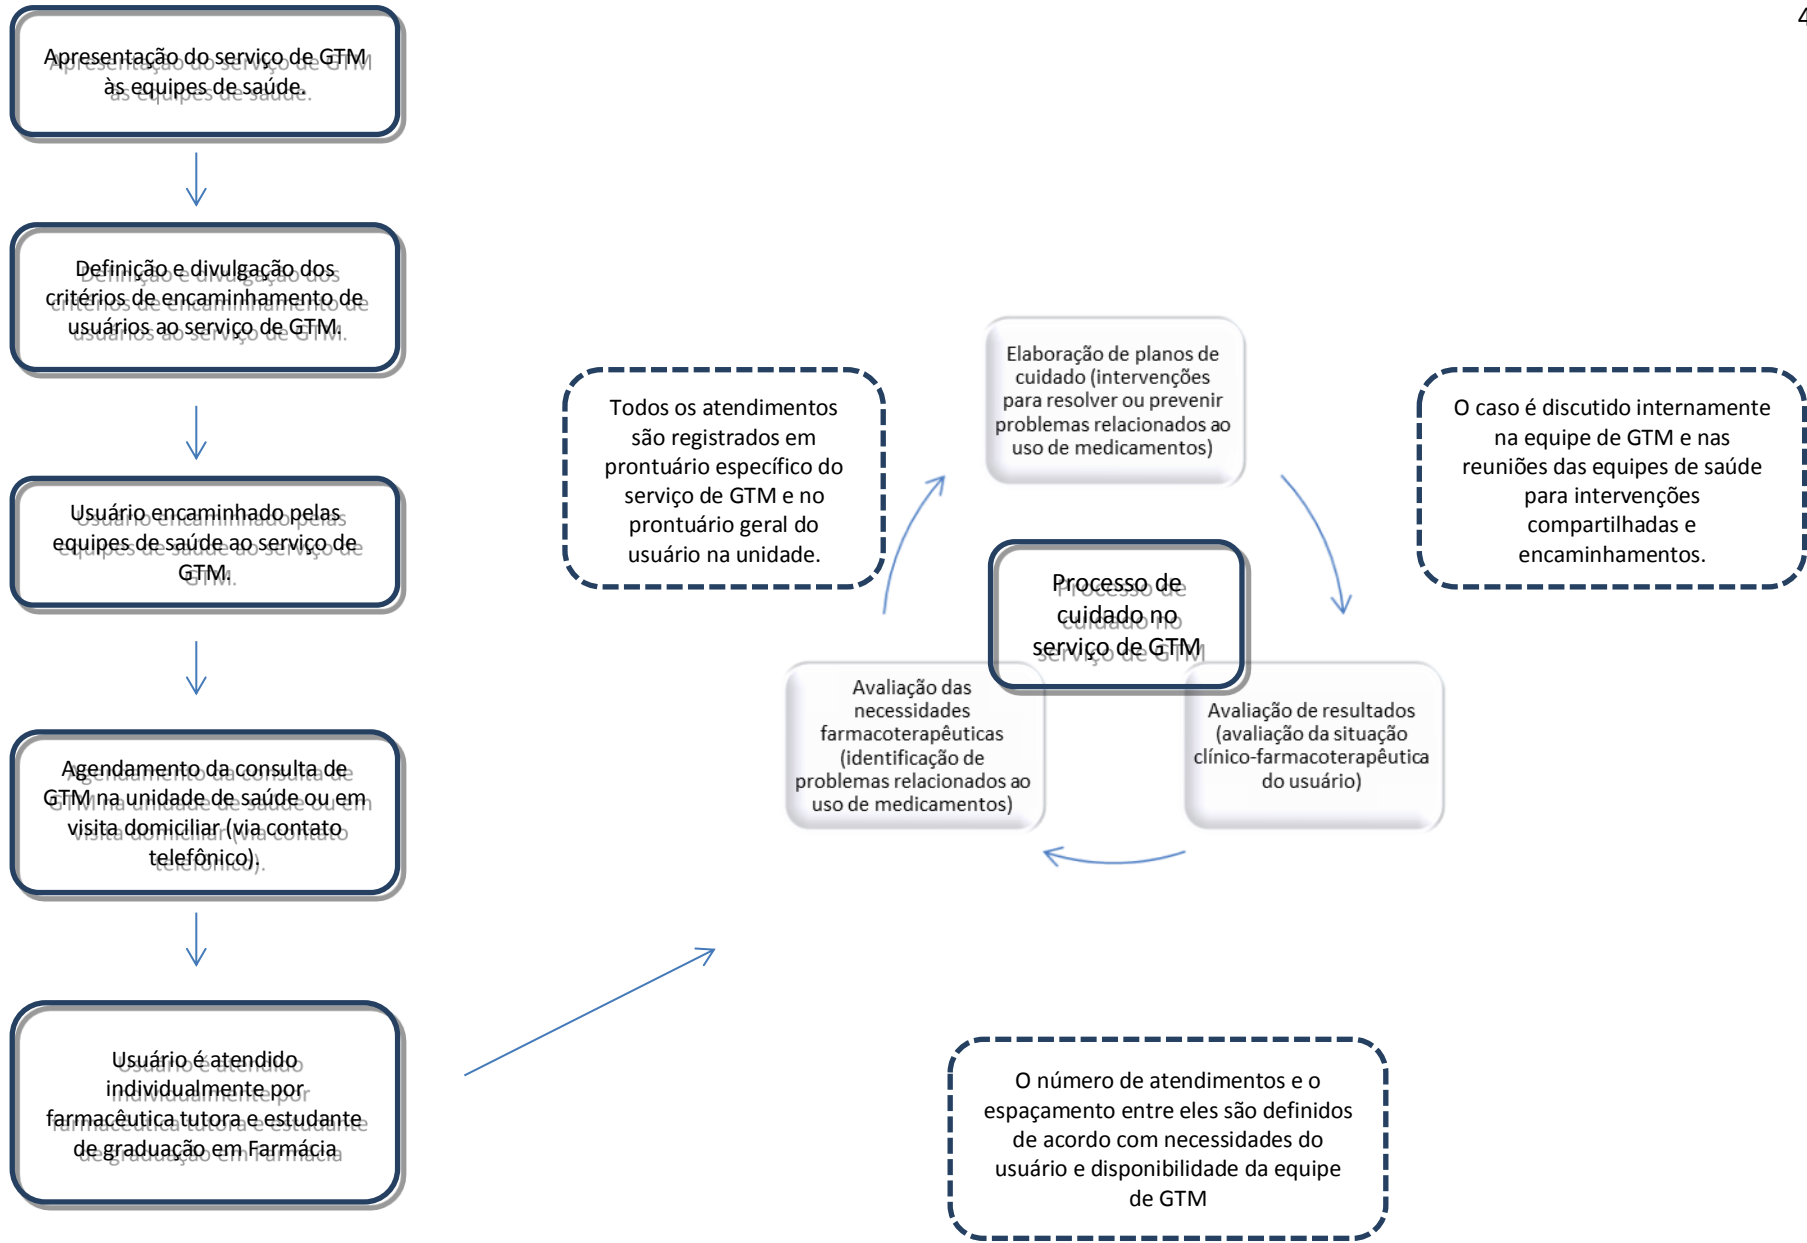 4
Apresentação do serviço de GTM
às equipes de saúde.
Definição e divulgação dos
critérios de encaminhamento de
usuários ao serviço de GTM.
Usuário encaminhado pelas
equipes de saúde ao serviço de
GTM.
Agendamento da consulta de
GTM na unidade de saúde ou em
visita domiciliar (via contato
telefônico).
Usuário é atendido
individualmente por
farmacêutica tutora e estudante
de graduação em Farmácia
Todos os atendimentos
são registrados em
prontuário específico do
serviço de GTM e no
prontuário geral do
usuário na unidade.
Elaboração de planos de
cuidado (intervenções
para resolver ou prevenir
problemas relacionados ao
uso de medicamentos)
O caso é discutido internamente
na equipe de GTM e nas
reuniões das equipes de saúde
para intervenções
compartilhadas e
encaminhamentos.
Processo de
cuidado no
serviço de GTM
Avaliação das
necessidades
farmacoterapêuticas
(identificação de
problemas relacionados ao
uso de medicamentos)
Avaliação de resultados
(avaliação da situação
clínico-farmacoterapêutica
do usuário)
O número de atendimentos e o
espaçamento entre eles são definidos
de acordo com necessidades do
usuário e disponibilidade da equipe
de GTM